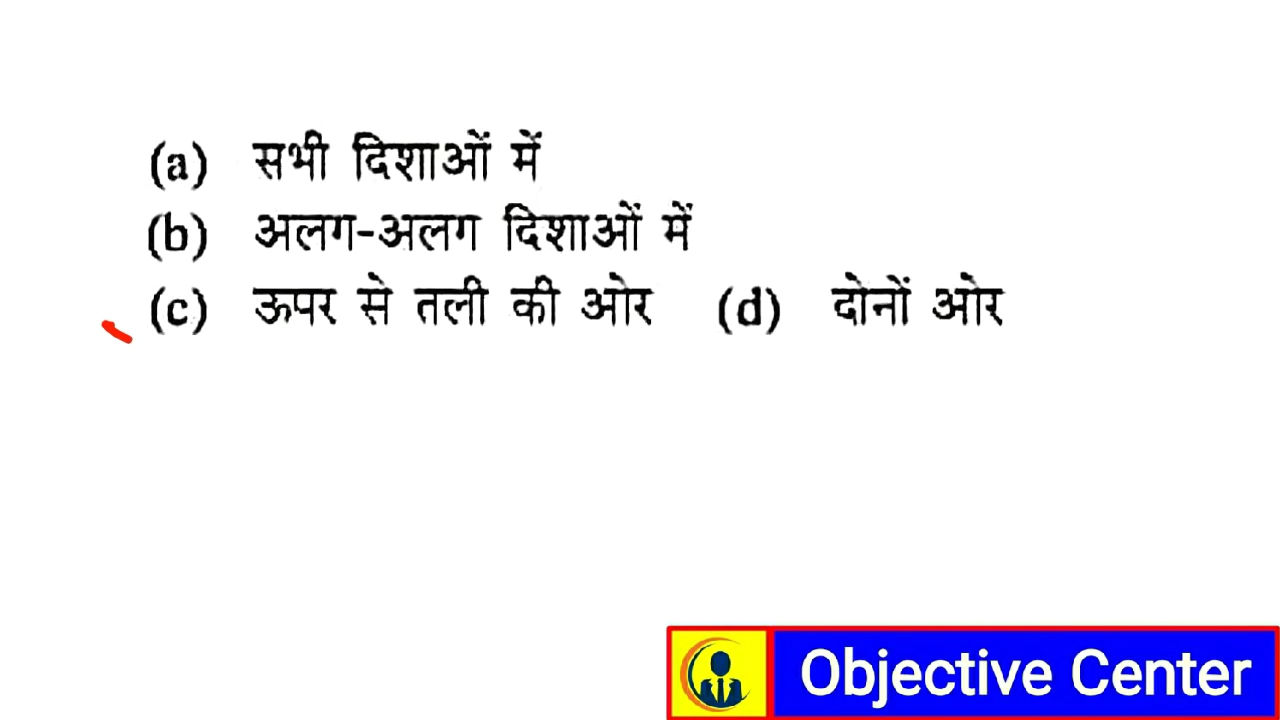 (a) सभी दिशाओं में
(b) अलग-अलग दिशाओं में
(c) ऊपर से तली की ओर (d) दोनों ओर
Objective Center